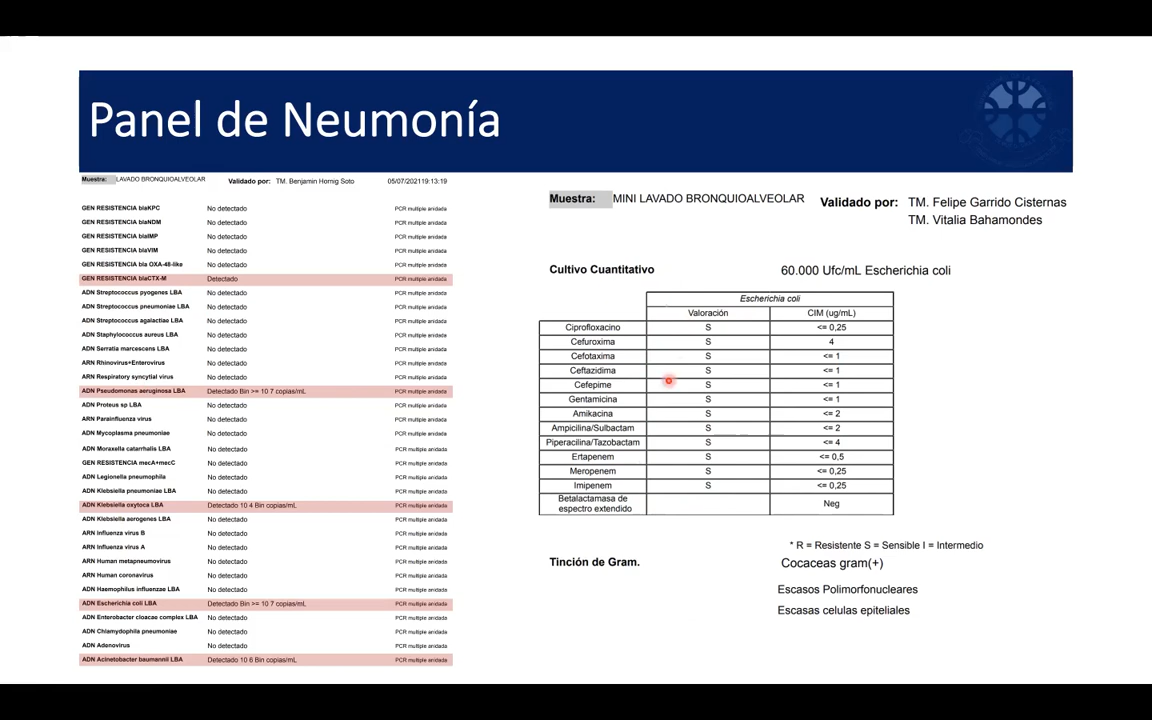 Panel de Neumonía
Muestra: LAVADO BRONQUIOALVEOLAR Validado por: TM. Benjamin Hornig Soto 05/07/202119:13:19
GEN RESISTENCIA blaKPC No detectado PCR multiple anidada
GEN RESISTENCIA blaNDM No detectado PCR multiple anidada
GEN RESISTENCIA blaIMP No detectado PCR multiple anidada
GEN RESISTENCIA blaVIM No detectado PCR multiple anidada
GEN RESISTENCIA bla OXA-48-like No detectado PCR multiple anidada
GEN RESISTENCIA blaCTX-M Detectado PCR multiple anidada
ADN Streptococcus pyogenes LBA No detectado PCR multiple anidada
ADN Streptococcus pneumoniae LBA No detectado PCR multiple anidada
ADN Streptococcus agalactiae LBA No detectado PCR multiple anidada
ADN Staphylococcus aureus LBA No detectado PCR multiple anidada
ADN Serratia marcescens LBA No detectado PCR multiple anidada
ARN Rhinovirus+Enterovirus No detectado PCR multiple anidada
ARN Respiratory syncytial virus No detectado PCR multiple anidada
ADN Pseudomonas aeruginosa LBA Detectado Bin >= 10 7 copias/mL PCR multiple anidada
ADN Proteus sp LBA No detectado PCR multiple anidada
ARN Parainfluenza virus No detectado PCR multiple anidada
ADN Mycoplasma pneumoniae No detectado PCR multiple anidada
ADN Moraxella catarrhalis LBA No detectado PCR multiple anidada
GEN RESISTENCIA mecA+mecC No detectado PCR multiple anidada
ADN Legionella pneumophila No detectado PCR multiple anidada
ADN Klebsiella pneumoniae LBA No detectado PCR multiple anidada
ADN Klebsiella oxytoca LBA Detectado 10 4 Bin copias/mL PCR multiple anidada
ADN Klebsiella aerogenes LBA No detectado PCR multiple anidada
ARN Influenza virus B No detectado PCR multiple anidada
ARN Influenza virus A No detectado PCR multiple anidada
ARN Human metapneumovirus No detectado PCR multiple anidada
ARN Human coronavirus No detectado PCR multiple anidada
ADN Haemophilus influenzae LBA No detectado PCR multiple anidada
ADN Escherichia coli LBA Detectado Bin >= 10 7 copias/mL PCR multiple anidada
ADN Enterobacter cloacae complex LBA No detectado PCR multiple anidada
ADN Chlamydophila pneumoniae No detectado PCR multiple anidada
ADN Adenovirus No detectado PCR multiple anidada
ADN Acinetobacter baumannii LBA Detectado 10 6 Bin copias/mL PCR multiple anidada
Muestra: MINI LAVADO BRONQUIOALVEOLAR Validado por: TM. Felipe Garrido Cisternas
TM. Vitalia Bahamondes
Cultivo Cuantitativo 60.000 Ufc/mL Escherichia coli
Escherichia coli
Valoración CIM (ug/mL)
Ciprofloxacino S <= 0,25
Cefuroxima S 4
Cefotaxima S <= 1
Ceftazidima S <= 1
Cefepime S <= 1
Gentamicina S <= 1
Amikacina S <= 2
Ampicilina/Sulbactam S <= 2
Piperacilina/Tazobactam S <= 4
Ertapenem S <= 0,5
Meropenem S <= 0,25
Imipenem S <= 0,25
Betalactamasa de
espectro extendido Neg
* R = Resistente S = Sensible I = Intermedio
Tinción de Gram. Cocaceas gram(+)
Escasos Polimorfonucleares
Escasas celulas epiteliales